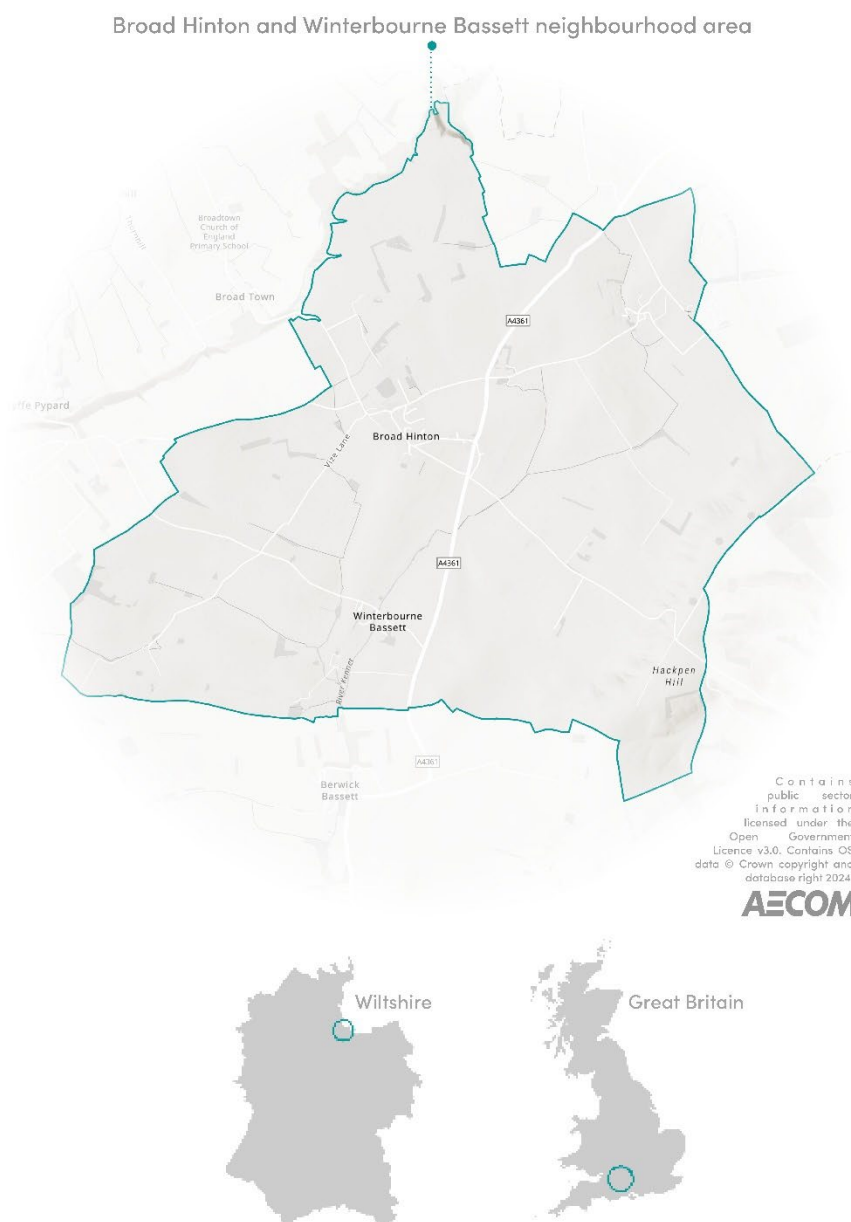 Broad Hinton and Winterbourne Bassett neighbourhood area
Broadtown
Church of
England
Primary School
Broad Town
A4361
Pypard
Broad Hinton
Vize Lane
A4361
Winterbourne
Bassett
Hackpen
Hill
River Kennet
A4361
Berwick
Bassett
Contains
public sector
information
licensed under the
Open Government
Licence v3.0. Contains OS
data © Crown copyright and
database right 2024
AECOM
Wiltshire
Great Britain